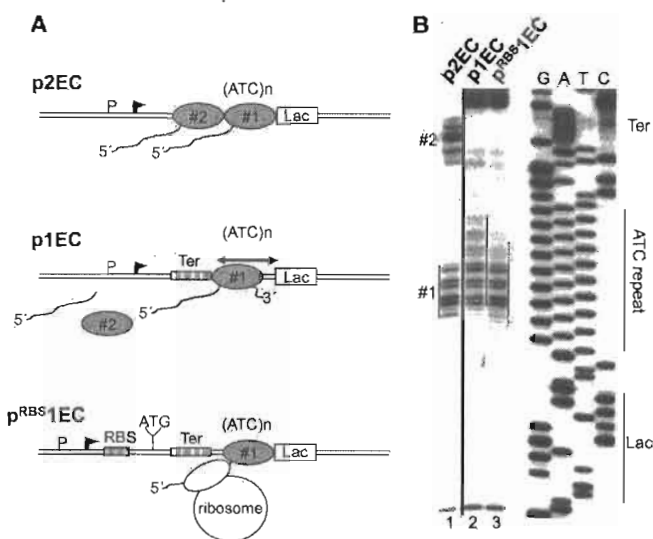 A
p2EC
P
(ATC)n
#2
#1
Lac
5´
5´
p1EC
P
Ter
(ATC)n
#1
Lac
5´
3´
#2
pRBS1EC
P
RBS
ATG
Ter
(ATC)n
#1
Lac
5´
ribosome
B
p2EC
p1EC
pRBS1EC
G A T C
#2
Ter
#1
ATC repeat
Lac
1 2 3